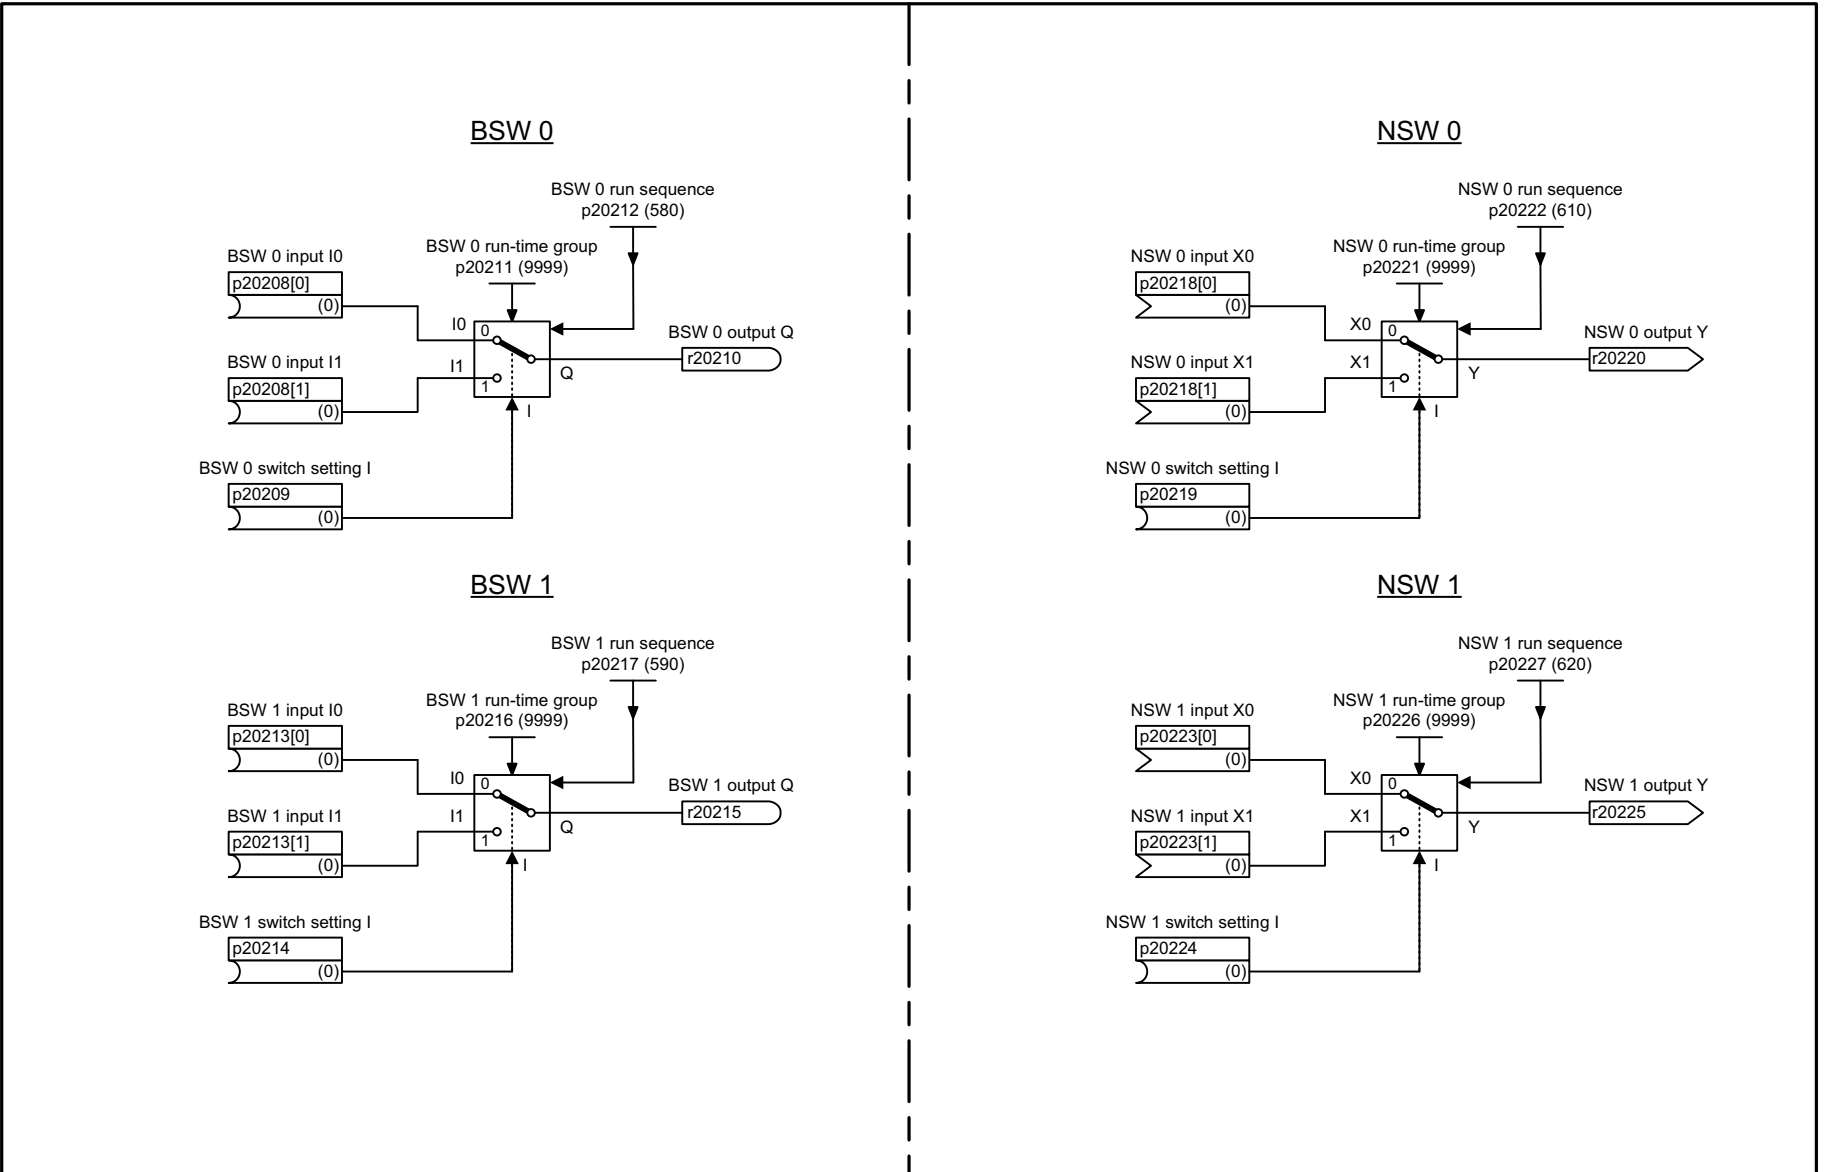 BSW 0
BSW 0 run sequence
p20212 (580)
BSW 0 run-time group
p20211 (9999)
BSW 0 input I0
p20208[0]
(0)
I0
0
BSW 0 output Q
r20210
BSW 0 input I1
p20208[1]
(0)
I1
1
Q
I
BSW 0 switch setting I
p20209
(0)
BSW 1
BSW 1 run sequence
p20217 (590)
BSW 1 run-time group
p20216 (9999)
BSW 1 input I0
p20213[0]
(0)
I0
0
BSW 1 output Q
r20215
BSW 1 input I1
p20213[1]
(0)
I1
1
Q
I
BSW 1 switch setting I
p20214
(0)
NSW 0
NSW 0 run sequence
p20222 (610)
NSW 0 run-time group
p20221 (9999)
NSW 0 input X0
p20218[0]
(0)
X0
0
NSW 0 output Y
r20220
NSW 0 input X1
p20218[1]
(0)
X1
1
Y
I
NSW 0 switch setting I
p20219
(0)
NSW 1
NSW 1 run sequence
p20227 (620)
NSW 1 run-time group
p20226 (9999)
NSW 1 input X0
p20223[0]
(0)
X0
0
NSW 1 output Y
r20225
NSW 1 input X1
p20223[1]
(0)
X1
1
Y
I
NSW 1 switch setting I
p20224
(0)